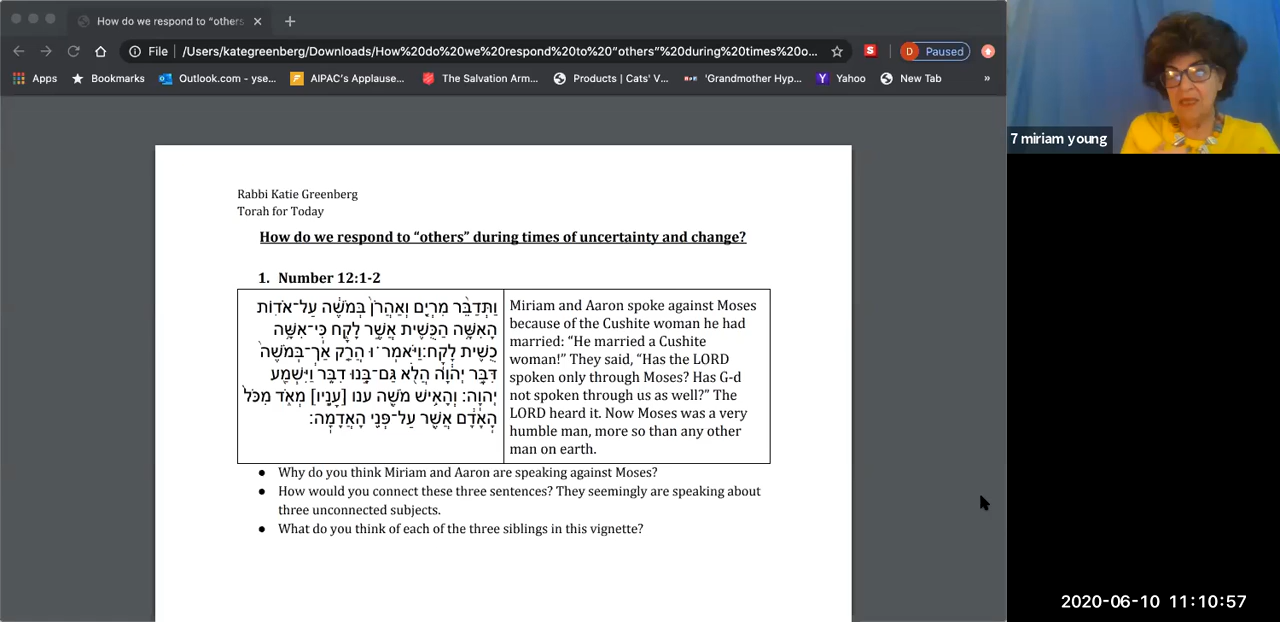 How do we respond to “others
File /Users/kategreenberg/Downloads/How%20do%20we%20respond%20to%20“others”%20during%20times%20o... S D Paused
Apps Bookmarks Outlook.com - yse... AIPAC's Applause... The Salvation Arm... Products | Cats' V... 'Grandmother Hyp... Yahoo New Tab »
7 miriam young
Rabbi Katie Greenberg
Torah for Today
How do we respond to “others” during times of uncertainty and change?
1. Number 12:1-2
וַתְּדַבֵּ֨ר מִרְיָ֤ם וְאַהֲרֹן֙ בְּמֹשֶׁ֔ה עַל־אֹד֛וֹת
הָאִשָּׁ֥ה הַכֻּשִׁ֖ית אֲשֶׁ֣ר לָקָ֑ח כִּֽי־אִשָּׁ֥ה
כֻשִׁ֖ית לָקָֽח׃וַיֹּאמְר֗וּ הֲרַ֤ק אַךְ־בְּמֹשֶׁה֙
דִּבֶּ֣ר יְהוָ֔ה הֲלֹ֖א גַּם־בָּ֣נוּ דִבֵּ֑ר וַיִּשְׁמַ֖ע
יְהוָֽה׃ וְהָאִ֥ישׁ מֹשֶׁ֖ה ענו [עָנָ֣יו] מְאֹ֑ד מִכֹּל֙
הָֽאָדָ֔ם אֲשֶׁ֖ר עַל־פְּנֵ֥י הָאֲדָמָֽה׃
Miriam and Aaron spoke against Moses
because of the Cushite woman he had
married: “He married a Cushite
woman!” They said, “Has the LORD
spoken only through Moses? Has G-d
not spoken through us as well?” The
LORD heard it. Now Moses was a very
humble man, more so than any other
man on earth.
● Why do you think Miriam and Aaron are speaking against Moses?
● How would you connect these three sentences? They seemingly are speaking about
three unconnected subjects.
● What do you think of each of the three siblings in this vignette?
2020-06-10 11:10:57